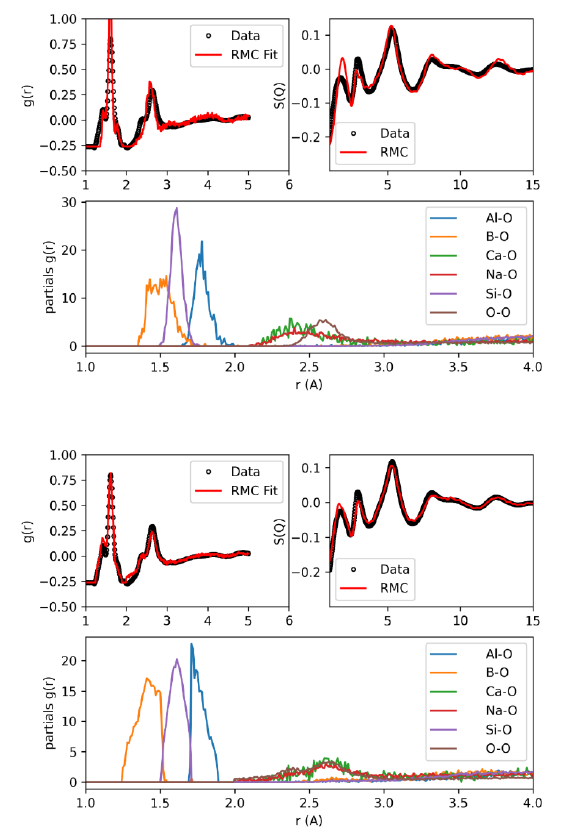 1.00
0.75
0.50
0.25
0.00
−0.25
−0.50
g(r)
Data
RMC Fit
1 2 3 4 5 6
0.1
0.0
−0.1
−0.2
S(Q)
Data
RMC
5 10 15
30
20
10
0
partials g(r)
Al-O
B-O
Ca-O
Na-O
Si-O
O-O
1.0 1.5 2.0 2.5 3.0 3.5 4.0
r (A)
1.00
0.75
0.50
0.25
0.00
−0.25
−0.50
g(r)
Data
RMC Fit
1 2 3 4 5 6
0.1
0.0
−0.1
−0.2
S(Q)
Data
RMC
5 10 15
20
15
10
5
0
partials g(r)
Al-O
B-O
Ca-O
Na-O
Si-O
O-O
1.0 1.5 2.0 2.5 3.0 3.5 4.0
r (A)